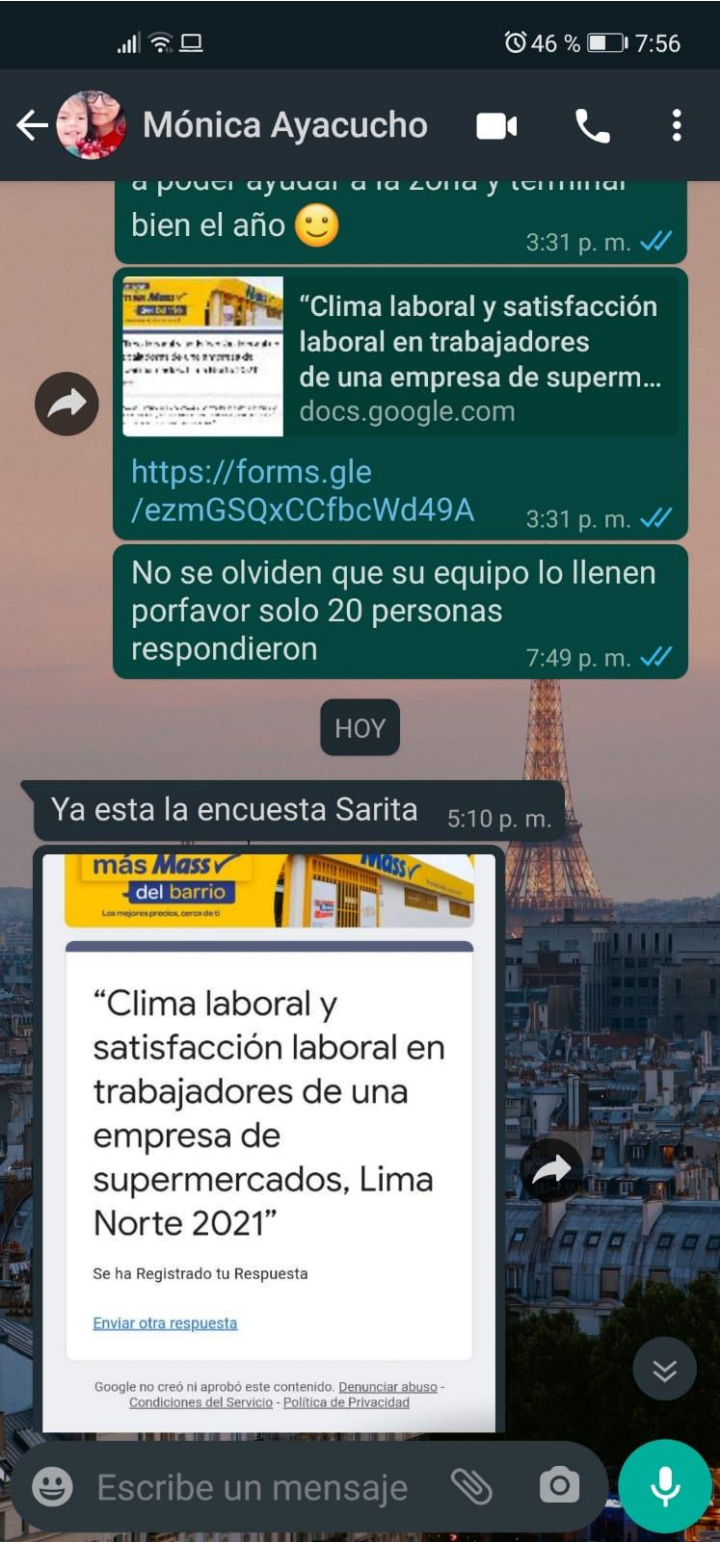 46 % 7:56
Mónica Ayacucho
a poder ayudar a la zona y terminar
bien el año 🙂
3:31 p. m.
“Clima laboral y satisfacción
laboral en trabajadores
de una empresa de superm...
docs.google.com
https://forms.gle
/ezmGSQxCCfbcWd49A
3:31 p. m.
No se olviden que su equipo lo llenen
porfavor solo 20 personas
respondieron
7:49 p. m.
HOY
Ya esta la encuesta Sarita 5:10 p. m.
más Mass
del barrio
Los mejores precios, cerca de ti
Mass
“Clima laboral y
satisfacción laboral en
trabajadores de una
empresa de
supermercados, Lima
Norte 2021”
Se ha Registrado tu Respuesta
Enviar otra respuesta
Google no creó ni aprobó este contenido. Denunciar abuso -
Condiciones del Servicio - Política de Privacidad
Escribe un mensaje